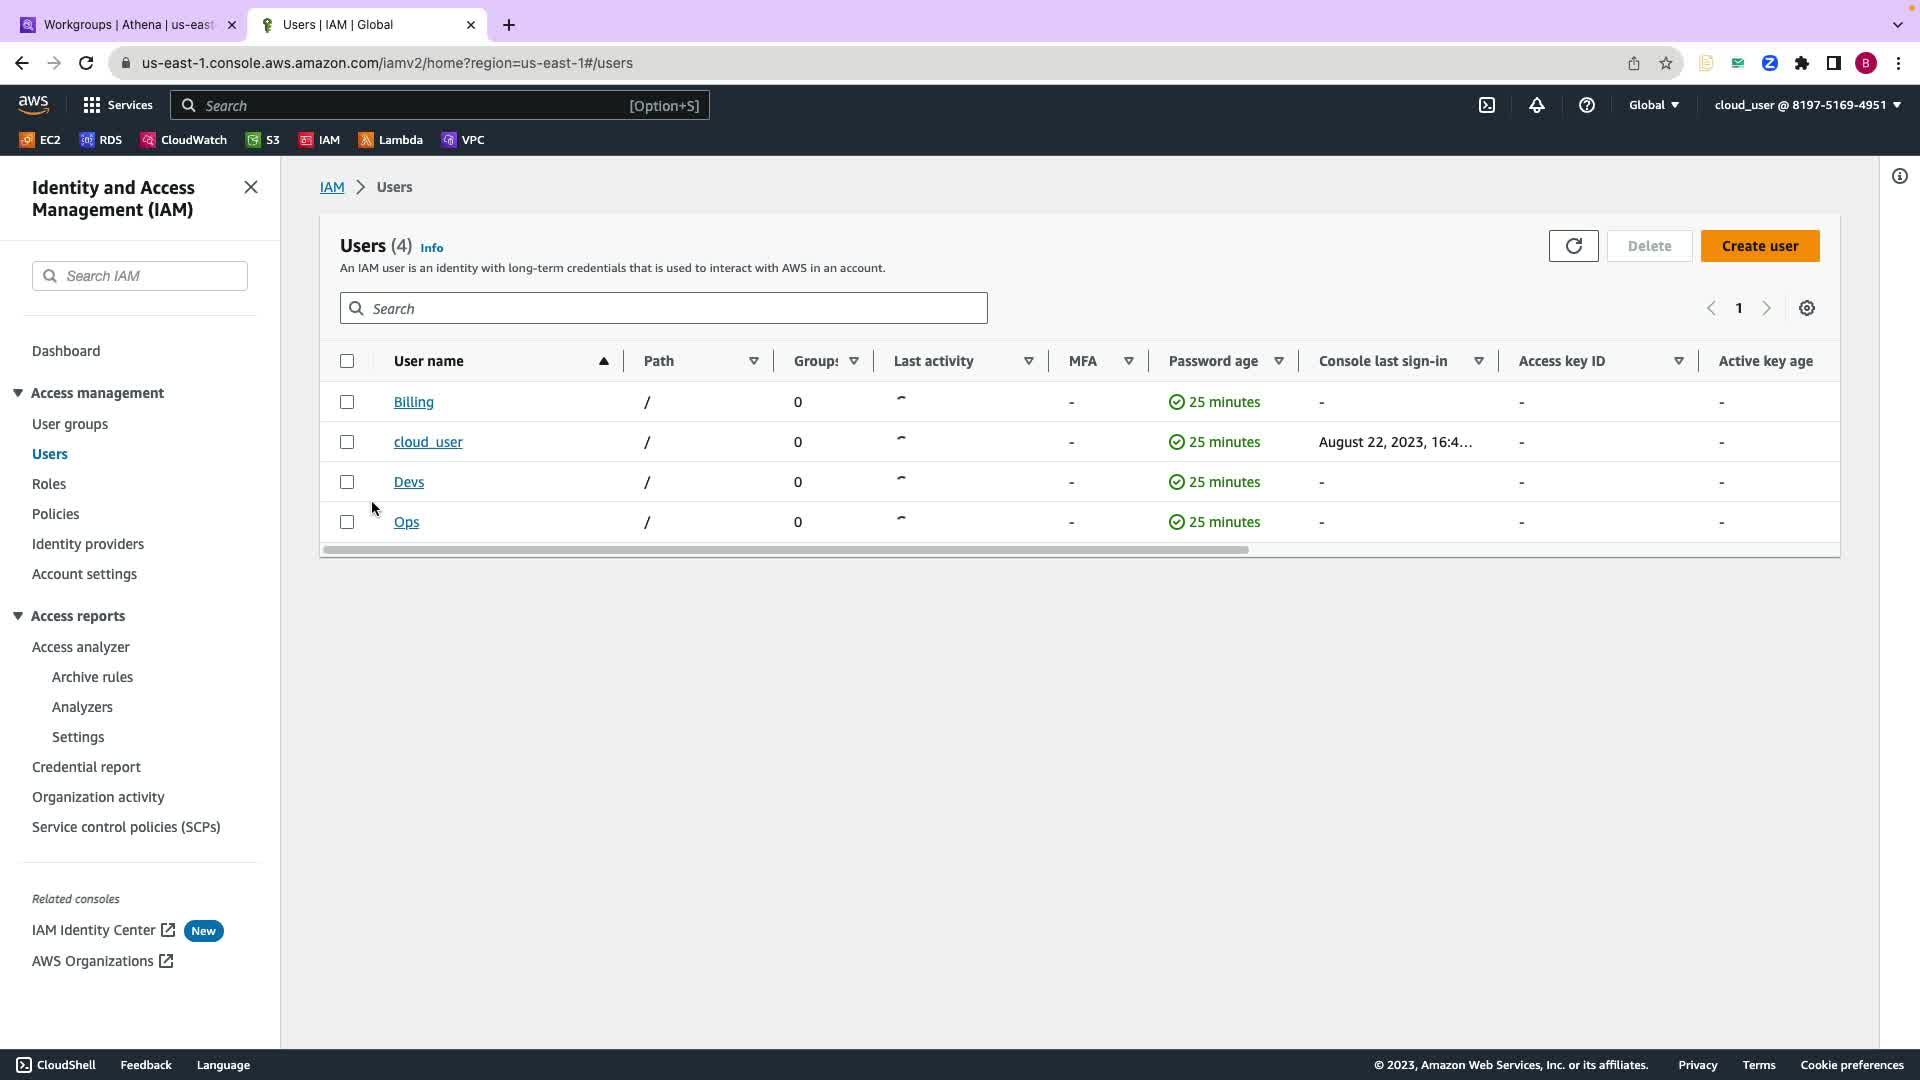 Workgroups | Athena | us-east
Users | IAM | Global
us-east-1.console.aws.amazon.com/iamv2/home?region=us-east-1#/users
B
aws
Services
Search
[Option+S]
Global
cloud_user @ 8197-5169-4951
EC2
RDS
CloudWatch
S3
IAM
Lambda
VPC
Identity and Access
Management (IAM)
Search IAM
Dashboard
Access management
User groups
Users
Roles
Policies
Identity providers
Account settings
Access reports
Access analyzer
Archive rules
Analyzers
Settings
Credential report
Organization activity
Service control policies (SCPs)
Related consoles
IAM Identity Center New
AWS Organizations
IAM > Users
Users (4) Info
An IAM user is an identity with long-term credentials that is used to interact with AWS in an account.
Delete
Create user
Search
1
User name Path Groups Last activity MFA Password age Console last sign-in Access key ID Active key age
Billing / 0 - 25 minutes - - -
cloud_user / 0 - 25 minutes August 22, 2023, 16:4... - -
Devs / 0 - 25 minutes - - -
Ops / 0 - 25 minutes - - -
CloudShell
Feedback
Language
© 2023, Amazon Web Services, Inc. or its affiliates.
Privacy
Terms
Cookie preferences